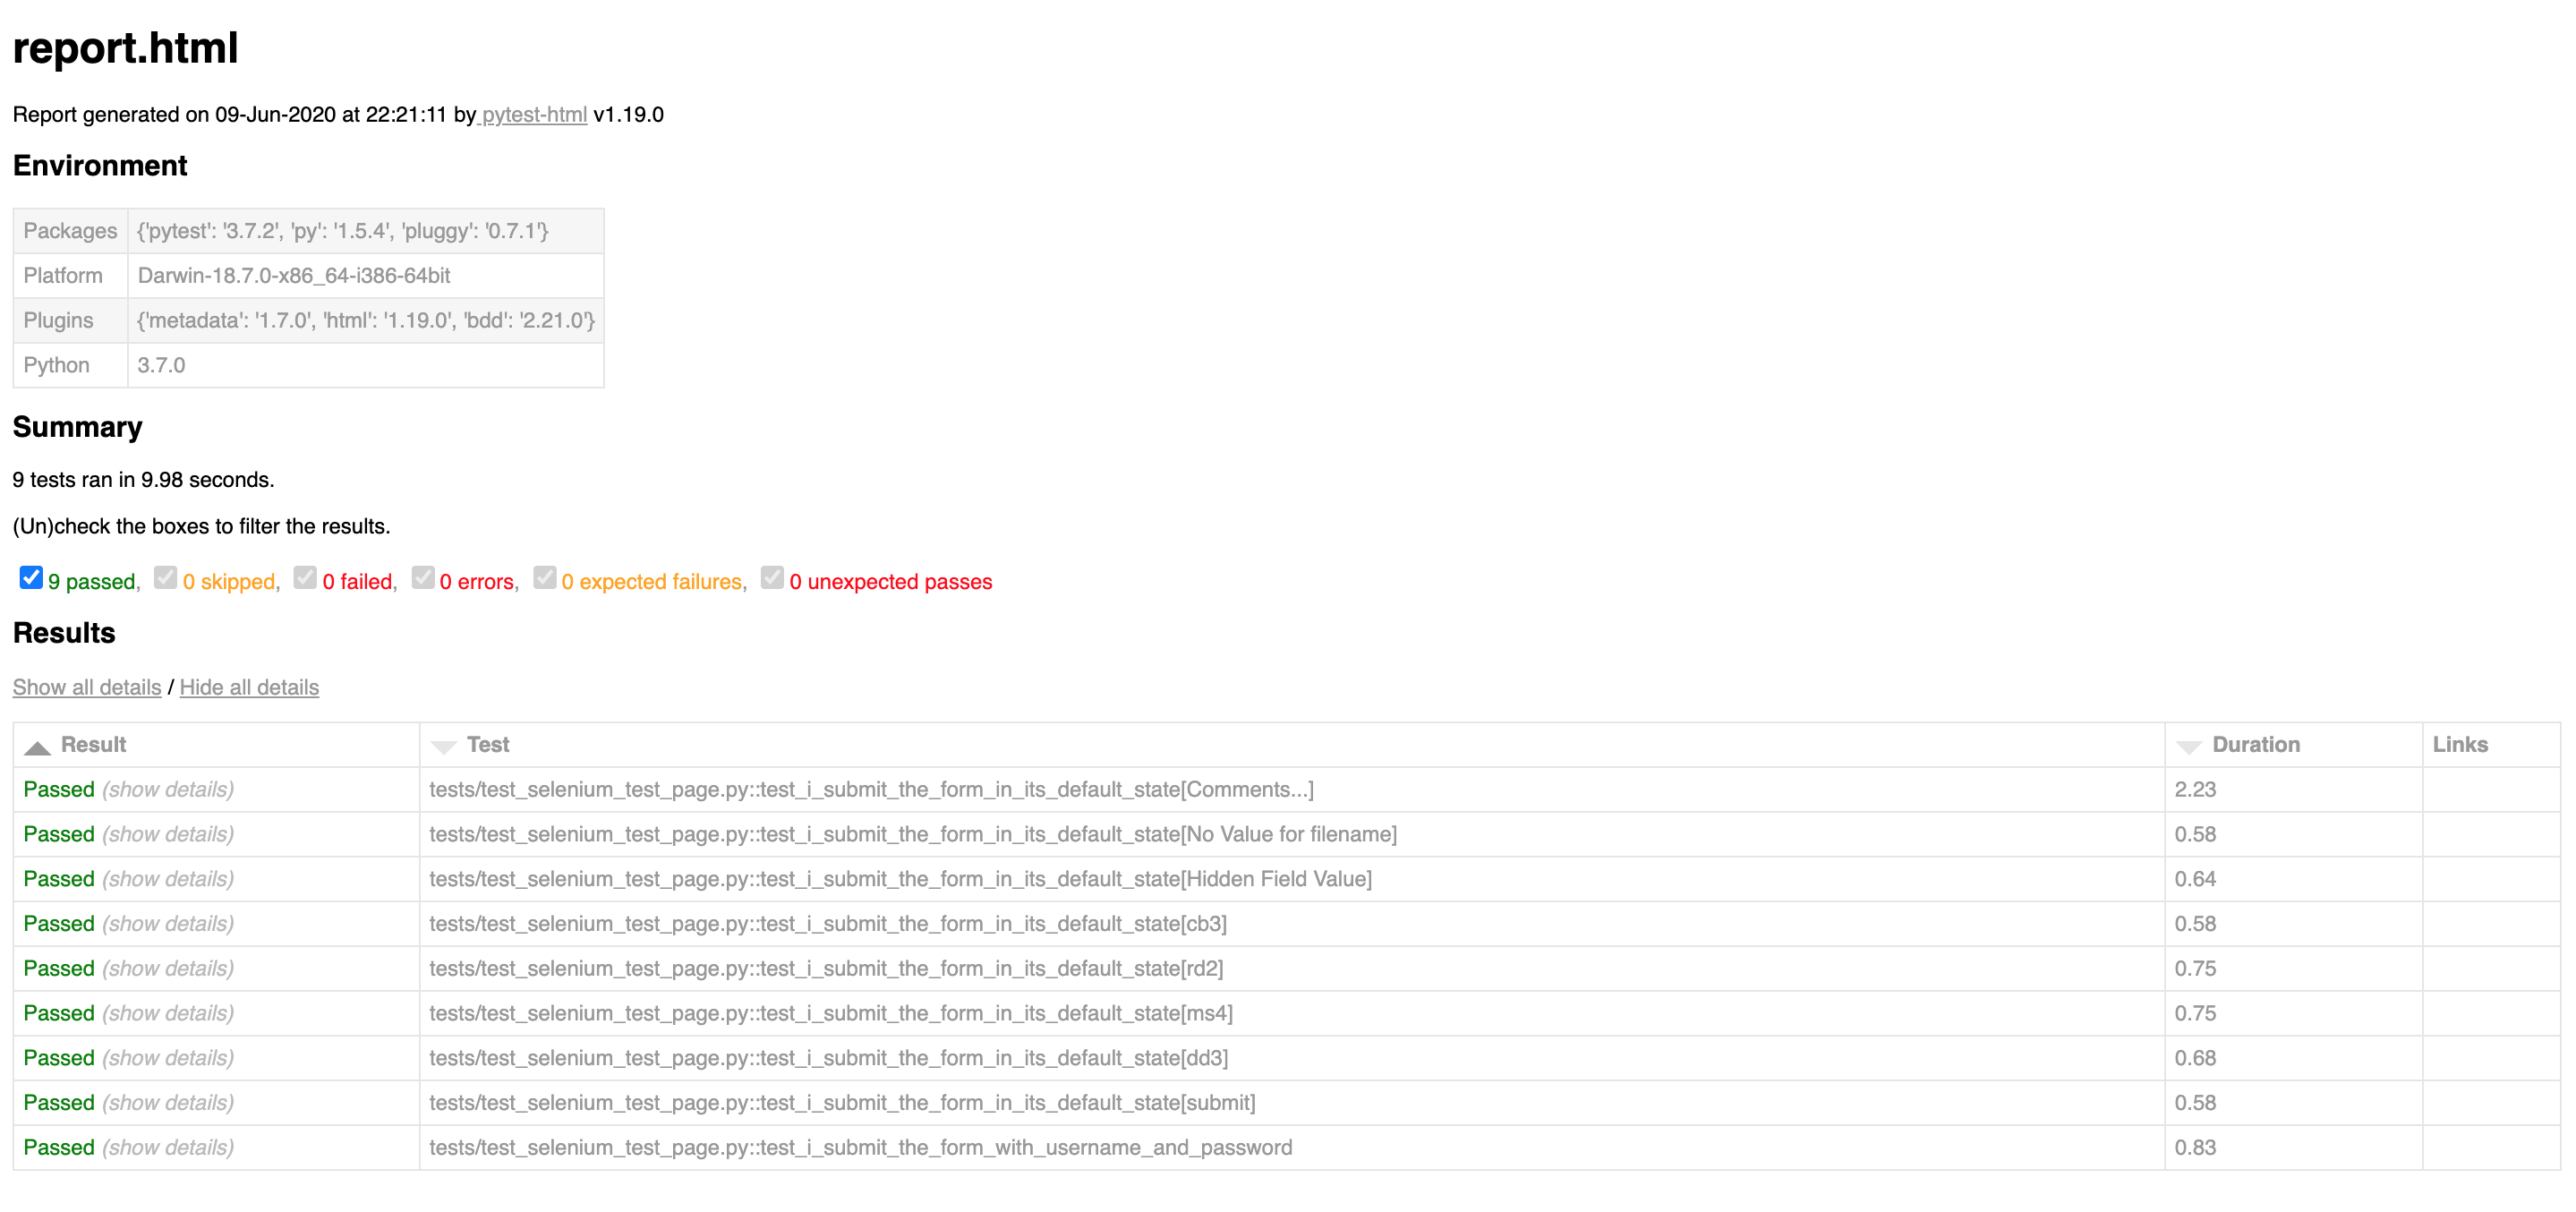 report.html
Report generated on 09-Jun-2020 at 22:21:11 by pytest-html v1.19.0
Environment
Packages {'pytest': '3.7.2', 'py': '1.5.4', 'pluggy': '0.7.1'}
Platform Darwin-18.7.0-x86_64-i386-64bit
Plugins {'metadata': '1.7.0', 'html': '1.19.0', 'bdd': '2.21.0'}
Python 3.7.0
Summary
9 tests ran in 9.98 seconds.
(Un)check the boxes to filter the results.
9 passed, 0 skipped, 0 failed, 0 errors, 0 expected failures, 0 unexpected passes
Results
Show all details / Hide all details
Result Test Duration Links
Passed (show details) tests/test_selenium_test_page.py::test_i_submit_the_form_in_its_default_state[Comments...] 2.23
Passed (show details) tests/test_selenium_test_page.py::test_i_submit_the_form_in_its_default_state[No Value for filename] 0.58
Passed (show details) tests/test_selenium_test_page.py::test_i_submit_the_form_in_its_default_state[Hidden Field Value] 0.64
Passed (show details) tests/test_selenium_test_page.py::test_i_submit_the_form_in_its_default_state[cb3] 0.58
Passed (show details) tests/test_selenium_test_page.py::test_i_submit_the_form_in_its_default_state[rd2] 0.75
Passed (show details) tests/test_selenium_test_page.py::test_i_submit_the_form_in_its_default_state[ms4] 0.75
Passed (show details) tests/test_selenium_test_page.py::test_i_submit_the_form_in_its_default_state[dd3] 0.68
Passed (show details) tests/test_selenium_test_page.py::test_i_submit_the_form_in_its_default_state[submit] 0.58
Passed (show details) tests/test_selenium_test_page.py::test_i_submit_the_form_with_username_and_password 0.83